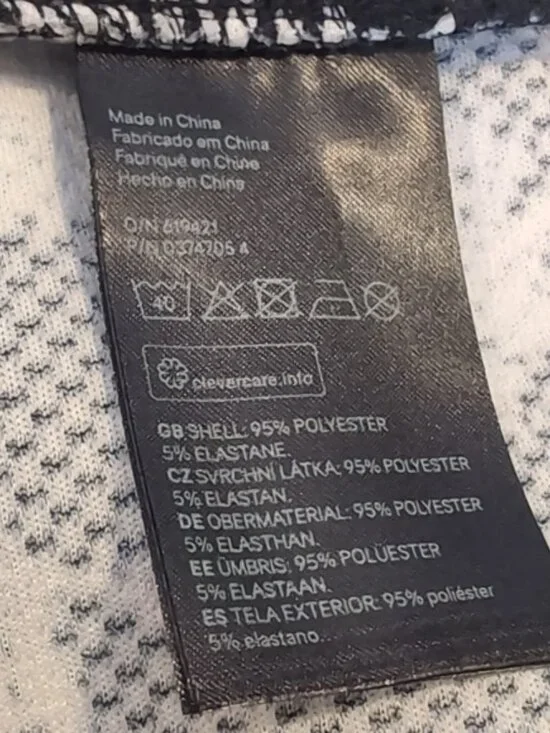 Made in China
Fabricado em China
Fabriqué en Chine
Hecho en China
O/N 619421
P/N 0374705 4
40
clevercare.info
GB SHELL: 95% POLYESTER
5% ELASTANE.
CZ SVRCHNÍ LÁTKA: 95% POLYESTER
5% ELASTAN.
DE OBERMATERIAL: 95% POLYESTER
5% ELASTHAN.
EE ÜMBRIS: 95% POLÜESTER
5% ELASTAAN.
ES TELA EXTERIOR: 95% poliéster
5% elastano...